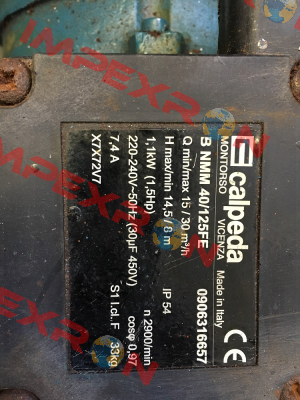 calpeda
MONTORSO VICENZA Made in Italy
B NMM 40/125FE 0906316657
Q min/max 15 / 30 m³/h
H max/min 14,5 / 8 m IP 54
1,1kW (1,5Hp) n 2900/min
220-240V~50Hz (30μF 450V) cosφ 0,97
7,4 A S1 I.cl. F 33kg
X7X72V7
IMPEXRON